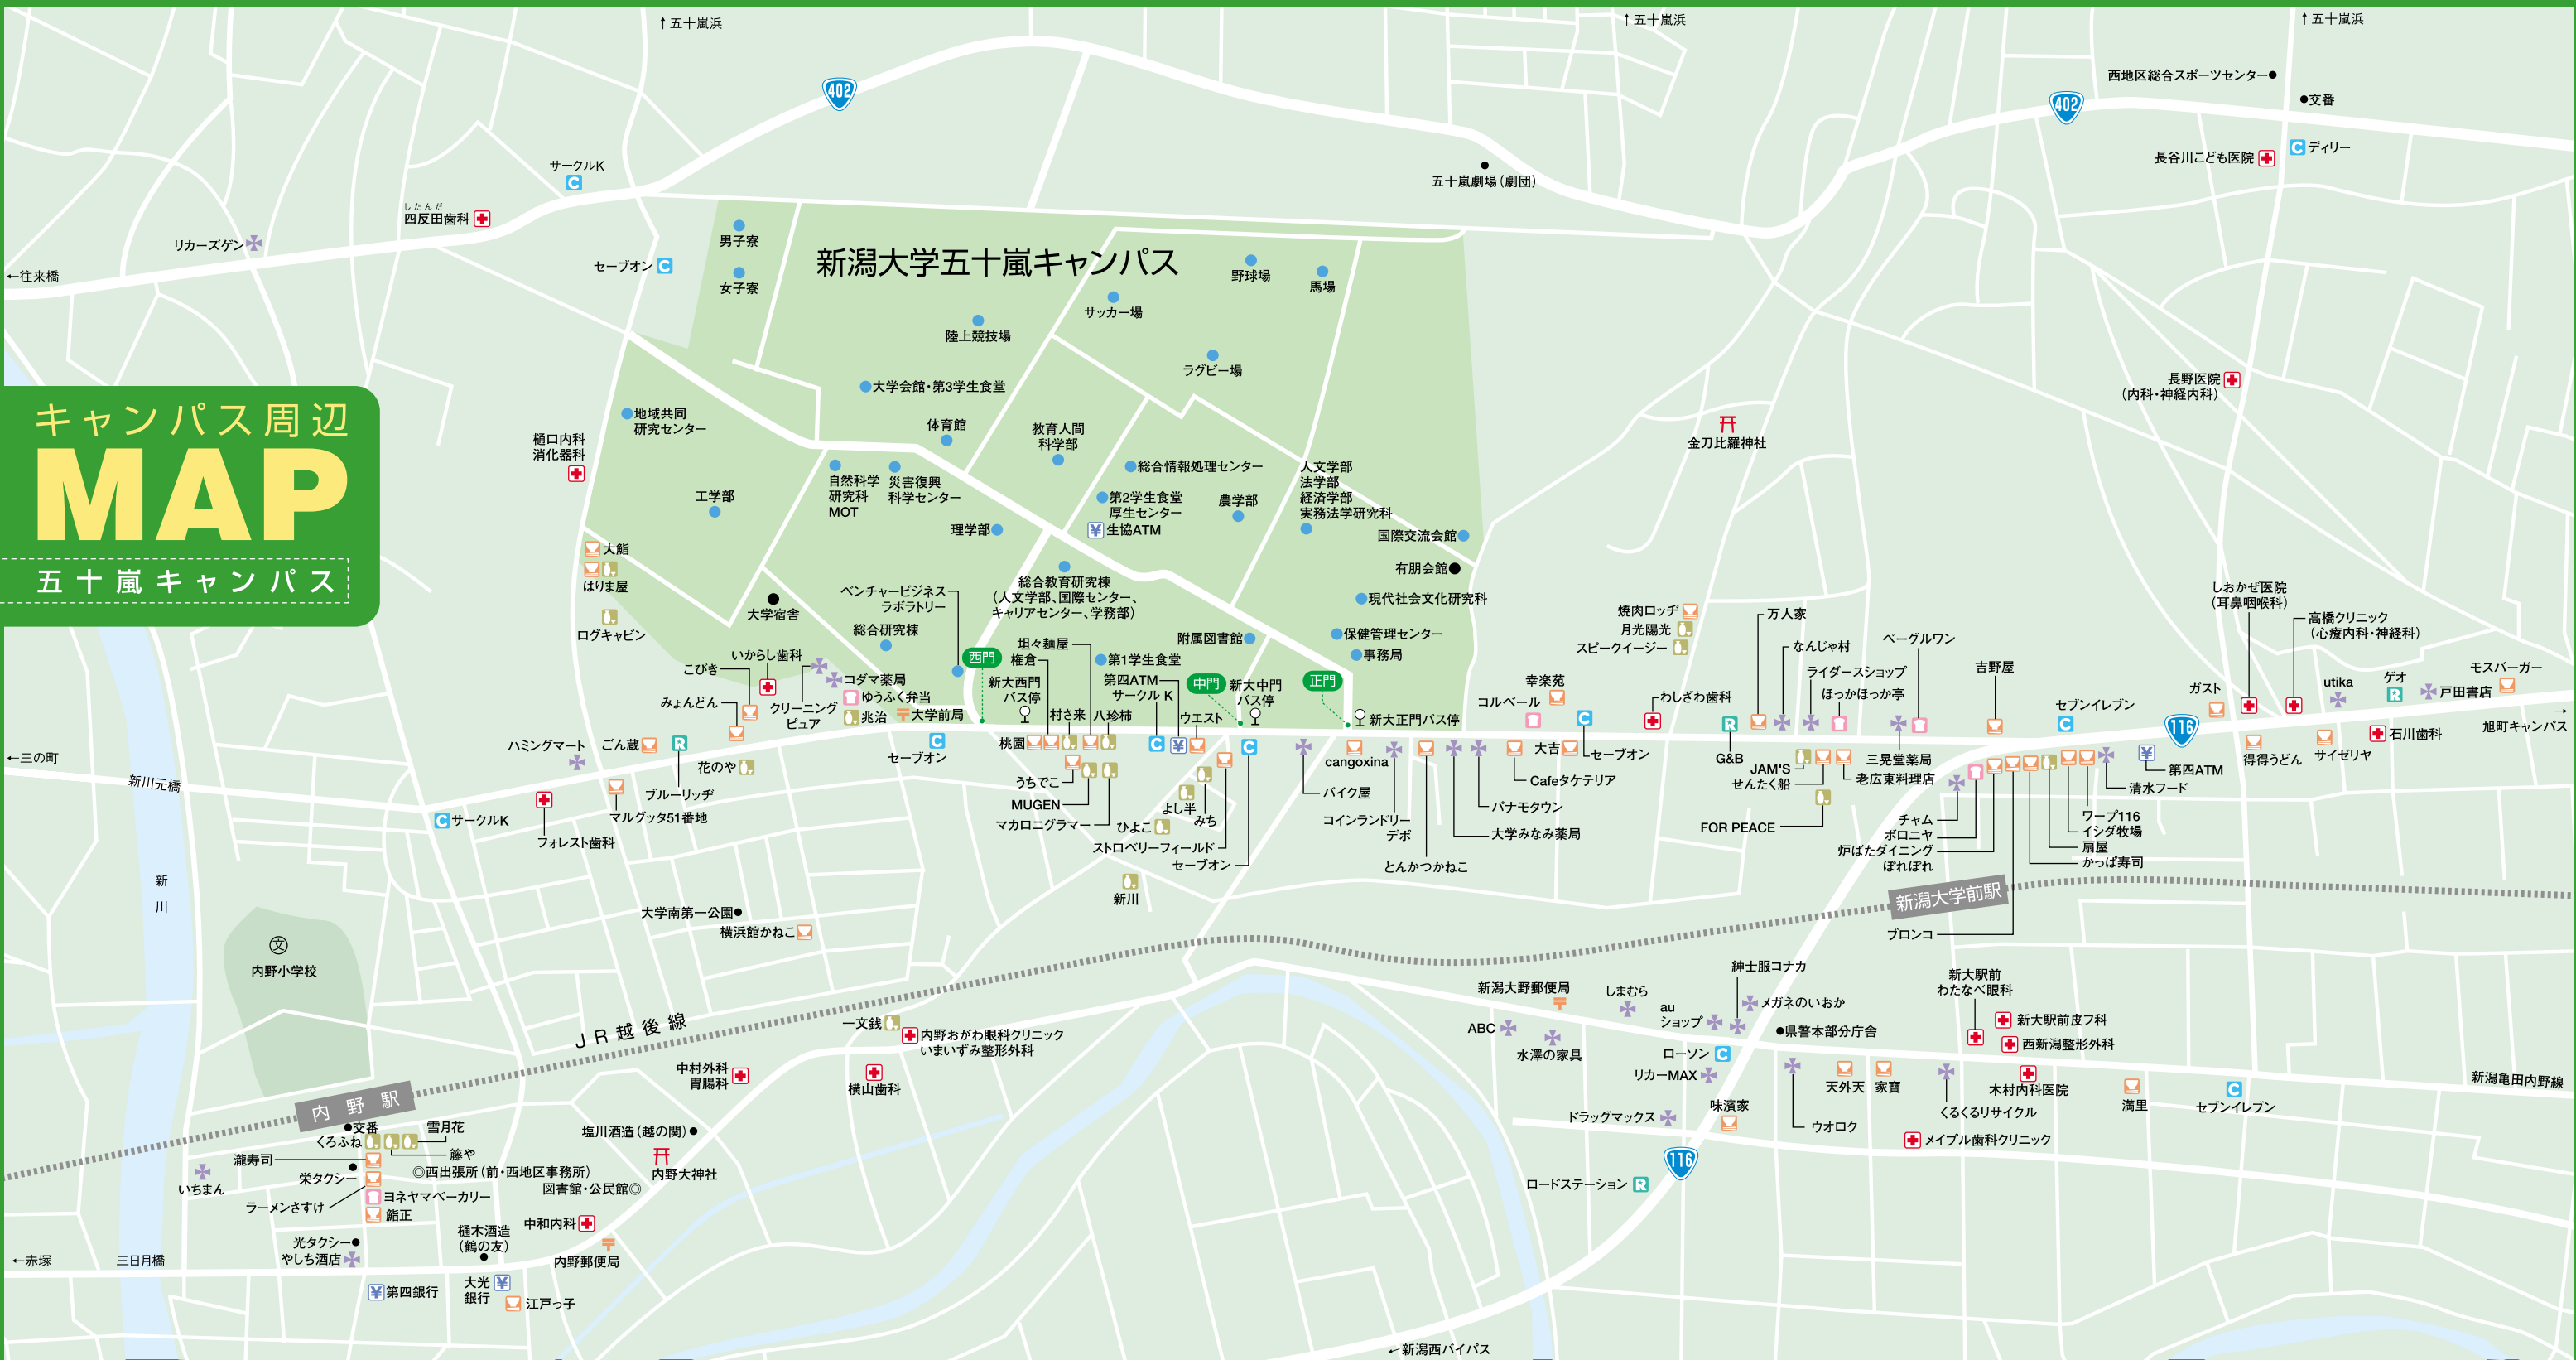 ↑五十嵐浜
↑五十嵐浜
↑五十嵐浜
402
402
西地区総合スポーツセンター
交番
ディリー
長谷川こども医院
サークルK
したんだ
四反田歯科
リカーズゲン
←往来橋
セーブオン
五十嵐劇場(劇団)
男子寮
女子寮
新潟大学五十嵐キャンパス
野球場
馬場
サッカー場
陸上競技場
ラグビー場
大学会館・第3学生食堂
長野医院
(内科・神経内科)
キャンパス周辺
MAP
五十嵐キャンパス
地域共同
研究センター
樋口内科
消化器科
体育館
教育人間
科学部
金刀比羅神社
工学部
自然科学
研究科
MOT
災害復興
科学センター
総合情報処理センター
第2学生食堂
厚生センター
生協ATM
農学部
人文学部
法学部
経済学部
実務法学研究科
理学部
国際交流会館
有朋会館
大鮨
はりま屋
ログキャビン
大学宿舎
ベンチャービジネス
ラボラトリー
総合研究棟
総合教育研究棟
(人文学部、国際センター、
キャリアセンター、学務部)
現代社会文化研究科
附属図書館
保健管理センター
事務局
西門
坦々麺屋
権倉
第1学生食堂
新大西門
バス停
第四ATM
サークル K
中門
新大中門
バス停
正門
新大正門バス停
いからし歯科
こびき
みょんどん
クリーニング
ピュア
コダマ薬局
ゆうふく弁当
兆治
大学前局
セーブオン
村さ来
八珍柿
ウエスト
桃園
うちでこ
MUGEN
マカロニグラマー
よし半
みち
ひよこ
ストロベリーフィールド
セーブオン
新川
ハミングマート
ごん蔵
ブルーリッヂ
花のや
マルグッタ51番地
フォレスト歯科
サークルK
←三の町
新川元橋
新
川
cangoxina
バイク屋
コインランドリー
デポ
とんかつかねこ
大学みなみ薬局
パナモタウン
Cafeタケテリア
大吉
セーブオン
幸楽苑
コルベール
焼肉ロッヂ
月光陽光
スピークイージー
わしざわ歯科
G&B
万人家
なんじゃ村
ライダースショップ
ほっかほっか亭
ベーグルワン
三晃堂薬局
JAM'S
せんたく船
老広東料理店
FOR PEACE
吉野屋
セブンイレブン
116
ガスト
しおかぜ医院
(耳鼻咽喉科)
高橋クリニック
(心療内科・神経科)
utika
ゲオ
戸田書店
モスバーガー
→
旭町キャンパス
石川歯科
サイゼリヤ
得得うどん
第四ATM
清水フード
ワープ116
イシダ牧場
扇屋
かっぱ寿司
チャム
ボロニヤ
炉ばたダイニング
ぽれぽれ
ブロンコ
新潟大学前駅
大学南第一公園
横浜館かねこ
内野小学校
文
JR越後線
内野駅
一文銭
内野おがわ眼科クリニック
いまいずみ整形外科
中村外科
胃腸科
横山歯科
新潟大野郵便局
しまむら
au
ショップ
紳士服コナカ
メガネのいおか
ABC
水澤の家具
県警本部分庁舎
ローソン
リカーMAX
ドラッグマックス
味濱家
116
ロードステーション
新大駅前
わたなべ眼科
新大駅前皮フ科
西新潟整形外科
天外天
家寶
木村内科医院
くるくるリサイクル
ウオロク
メイプル歯科クリニック
満里
セブンイレブン
新潟亀田内野線
交番
くろふね
雪月花
籐や
瀧寿司
いちまん
栄タクシー
ラーメンさすけ
◎西出張所(前・西地区事務所)
図書館・公民館◎
ヨネヤマベーカリー
鮨正
塩川酒造(越の関)
内野大神社
中和内科
内野郵便局
樋木酒造
(鶴の友)
光タクシー
やしち酒店
←赤塚
三日月橋
第四銀行
大光
銀行
江戸っ子
←新潟西バイパス